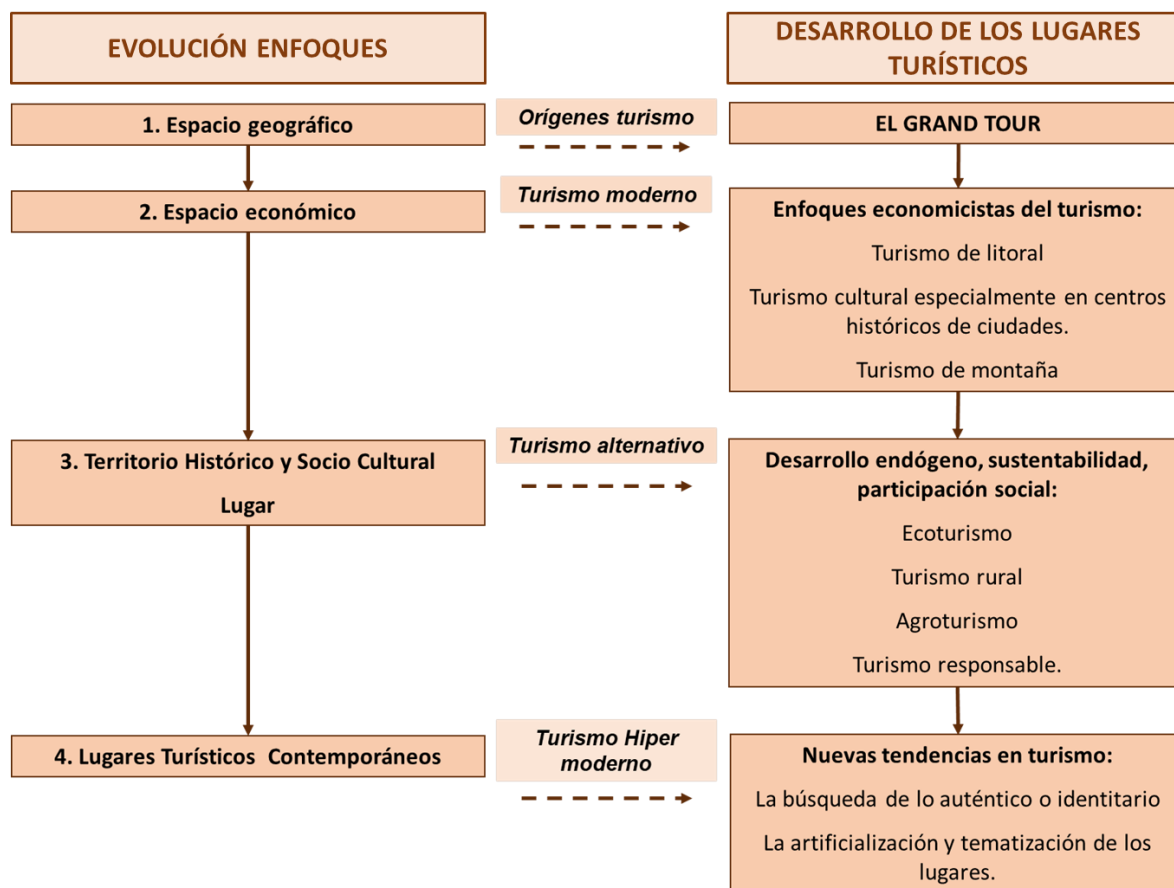 EVOLUCIÓN ENFOQUES
DESARROLLO DE LOS LUGARES
TURÍSTICOS
1. Espacio geográfico
Orígenes turismo
EL GRAND TOUR
2. Espacio económico
Turismo moderno
Enfoques economicistas del turismo:
Turismo de litoral
Turismo cultural especialmente en centros
históricos de ciudades.
Turismo de montaña
3. Territorio Histórico y Socio Cultural
Lugar
Turismo alternativo
Desarrollo endógeno, sustentabilidad,
participación social:
Ecoturismo
Turismo rural
Agroturismo
Turismo responsable.
4. Lugares Turísticos Contemporáneos
Turismo Hiper
moderno
Nuevas tendencias en turismo:
La búsqueda de lo auténtico o identitario
La artificialización y tematización de los
lugares.